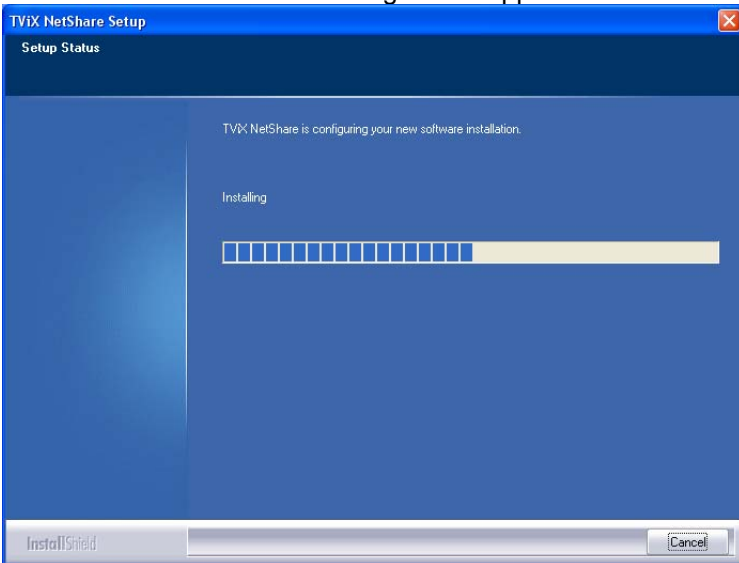 TViX NetShare Setup
Setup Status
TViX NetShare is configuring your new software installation.
Installing
InstallShield
Cancel